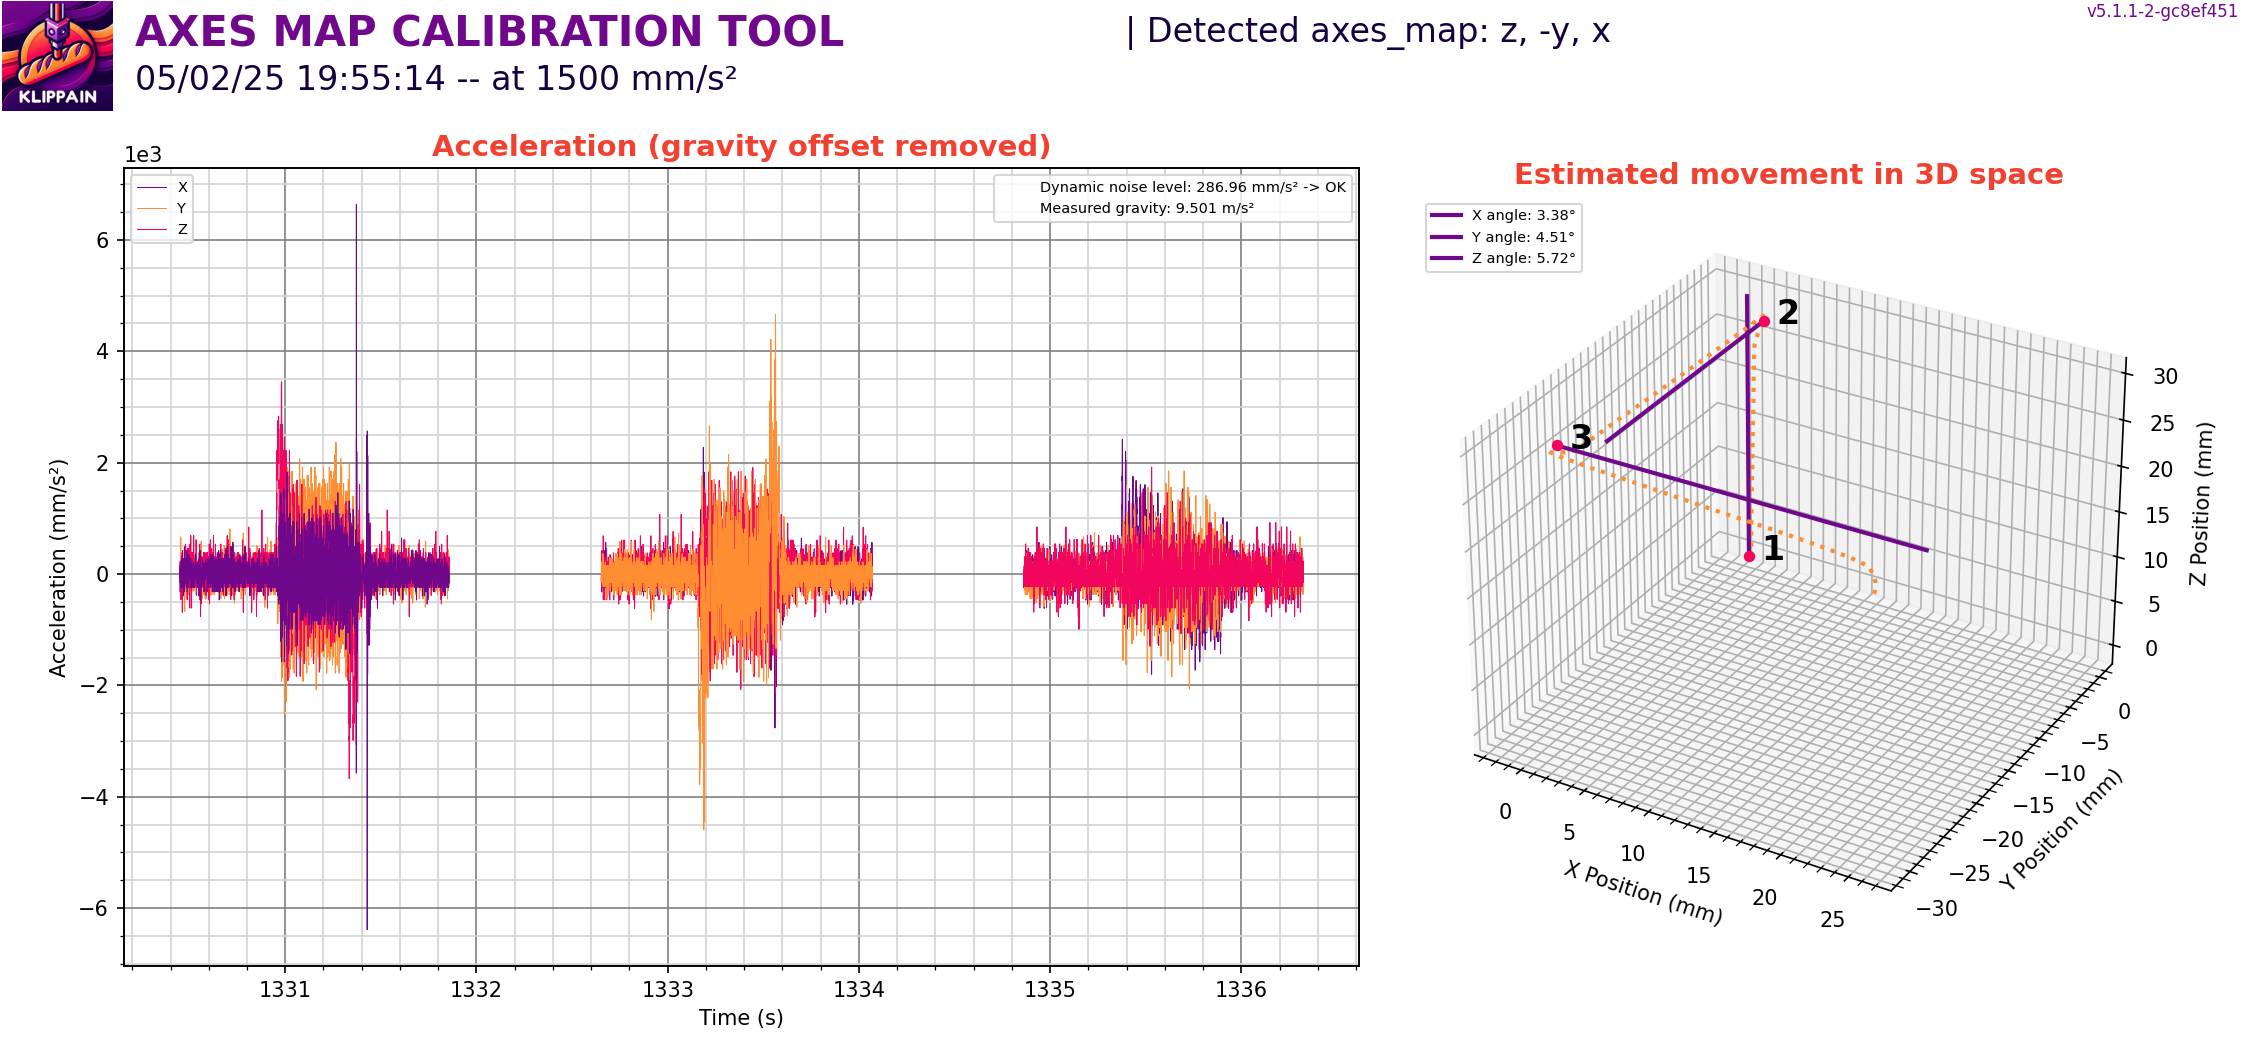 KLIPPAIN
AXES MAP CALIBRATION TOOL
| Detected axes_map: z, -y, x
v5.1.1-2-gc8ef451
05/02/25 19:55:14 -- at 1500 mm/s²
Acceleration (gravity offset removed)
1e3
X
Y
Z
Dynamic noise level: 286.96 mm/s² -> OK
Measured gravity: 9.501 m/s²
6
4
2
0
−2
−4
−6
Acceleration (mm/s²)
1331
1332
1333
1334
1335
1336
Time (s)
Estimated movement in 3D space
X angle: 3.38°
Y angle: 4.51°
Z angle: 5.72°
2
3
1
30
25
20
15
10
5
0
Z Position (mm)
0
−5
−10
−15
−20
−25
−30
Y Position (mm)
0
5
10
15
20
25
X Position (mm)